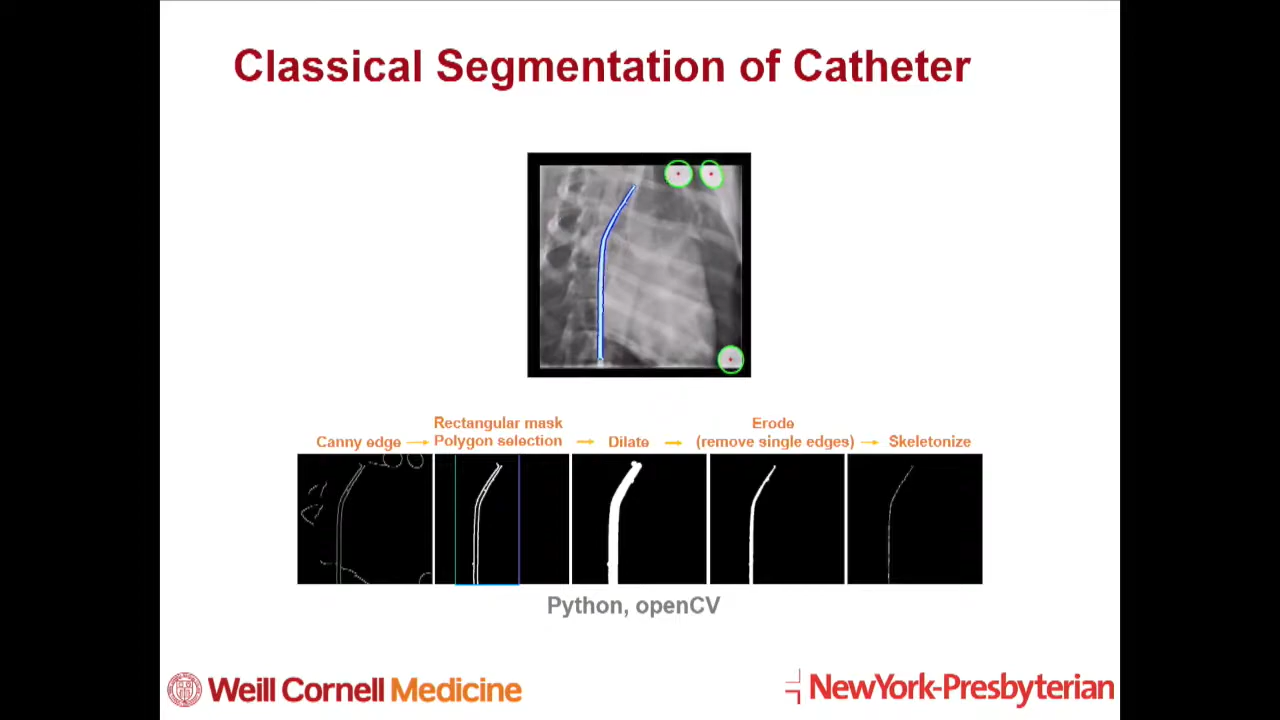 Classical Segmentation of Catheter
Rectangular mask
Erode
Canny edge → Polygon selection → Dilate → (remove single edges) → Skeletonize
Python, openCV
Weill Cornell Medicine
NewYork-Presbyterian